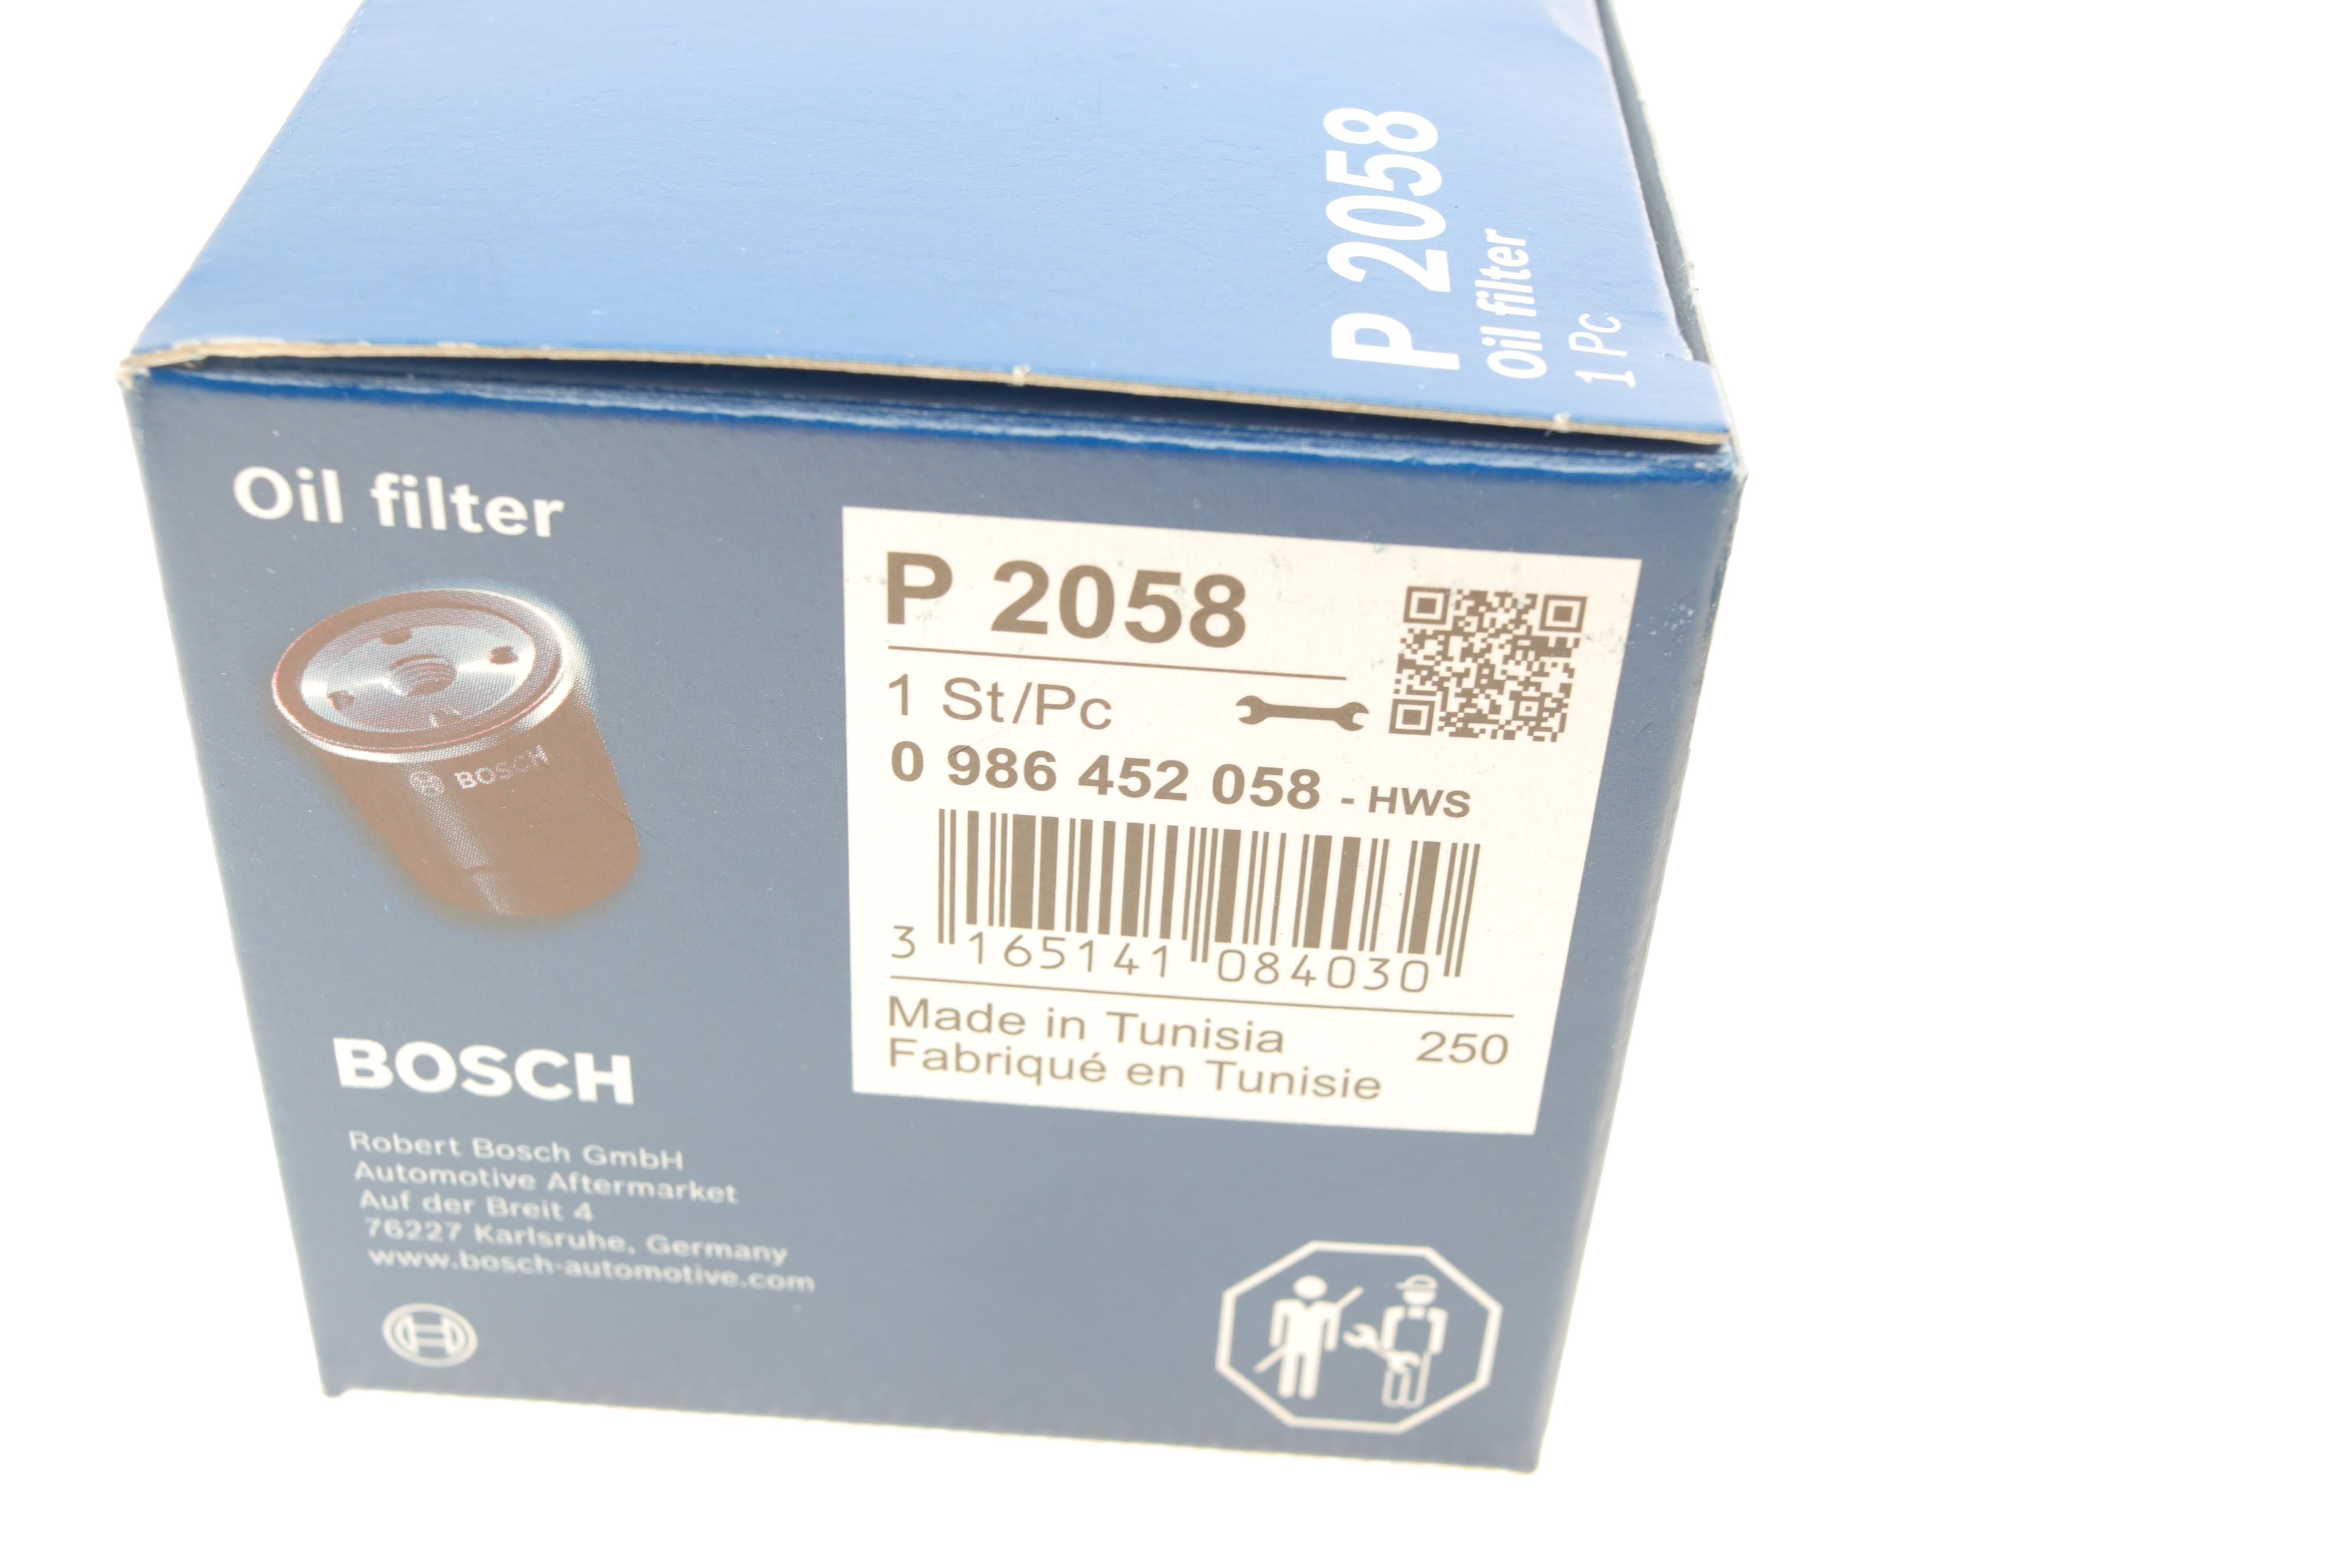 P 2058
Oil filter
1 Pc
Oil filter
BOSCH
P 2058
1 St/Pc
0 986 452 058 - HWS
3 165141 084030
Made in Tunisia 250
Fabriqué en Tunisie
BOSCH
Robert Bosch GmbH
Automotive Aftermarket
Auf der Breit 4
76227 Karlsruhe, Germany
www.bosch-automotive.com